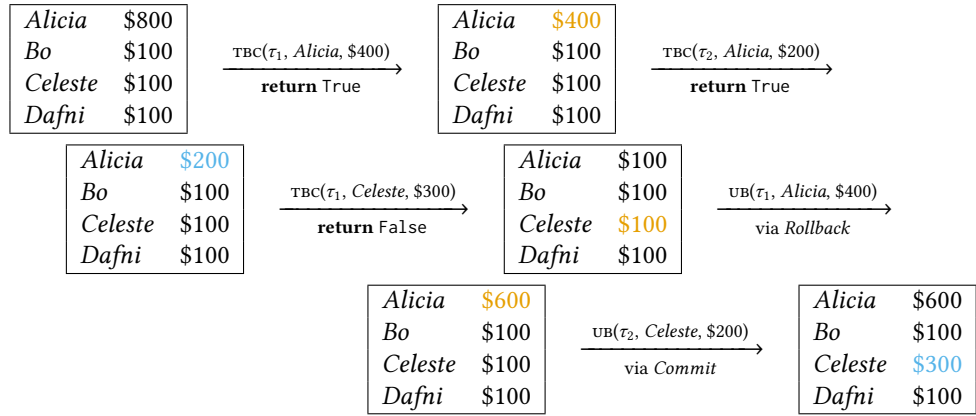 Alicia $800
Bo $100
Celeste $100
Dafni $100
TBC(τ1, Alicia, $400)
return True
Alicia $400
Bo $100
Celeste $100
Dafni $100
TBC(τ2, Alicia, $200)
return True
Alicia $200
Bo $100
Celeste $100
Dafni $100
TBC(τ1, Celeste, $300)
return False
Alicia $100
Bo $100
Celeste $100
Dafni $100
UB(τ1, Alicia, $400)
via Rollback
Alicia $600
Bo $100
Celeste $100
Dafni $100
UB(τ2, Celeste, $200)
via Commit
Alicia $600
Bo $100
Celeste $300
Dafni $100